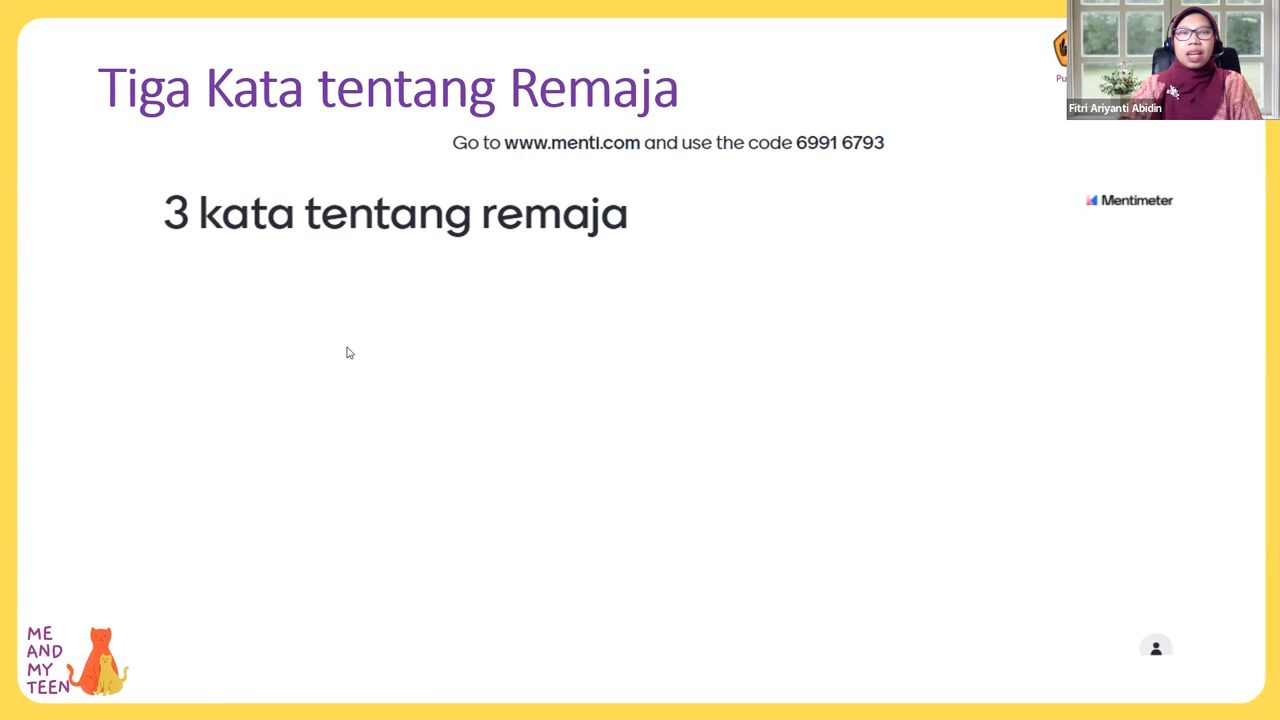 Tiga Kata tentang Remaja
Pu
Fitri Ariyanti Abidin
Go to www.menti.com and use the code 6991 6793
3 kata tentang remaja
Mentimeter
ME
AND
MY
TEEN